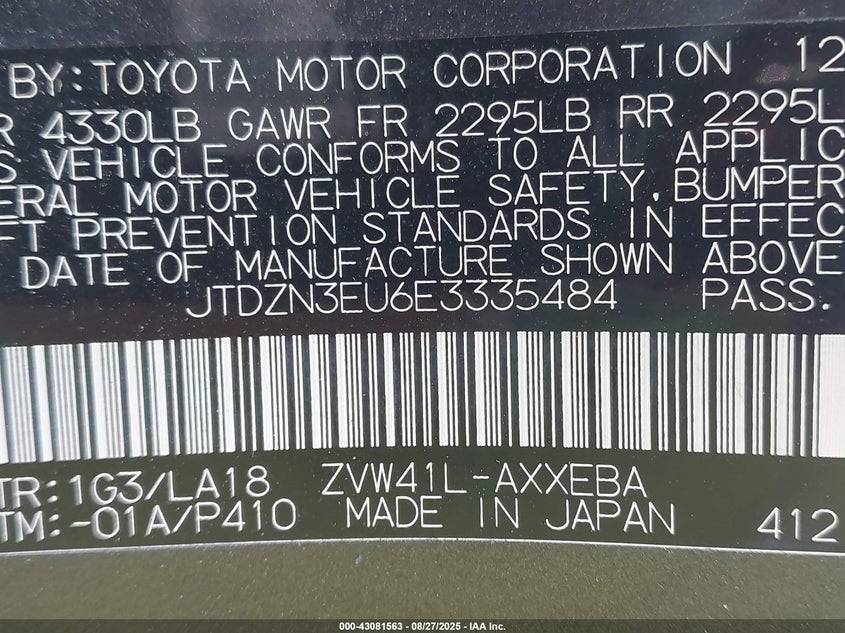 BY: TOYOTA MOTOR CORPORATION 12
R 4330LB GAWR FR 2295LB RR 2295L
S VEHICLE CONFORMS TO ALL APPLIC
ERAL MOTOR VEHICLE SAFETY, BUMPER
FT PREVENTION STANDARDS IN EFFEC
DATE OF MANUFACTURE SHOWN ABOVE
JTDZN3EU6E3335484 PASS.
TR: 1G3/LA18 ZVW41L-AXXEBA
TM: -01A/P410 MADE IN JAPAN 412
000-43081563 - 08/27/2025 - IAA Inc.